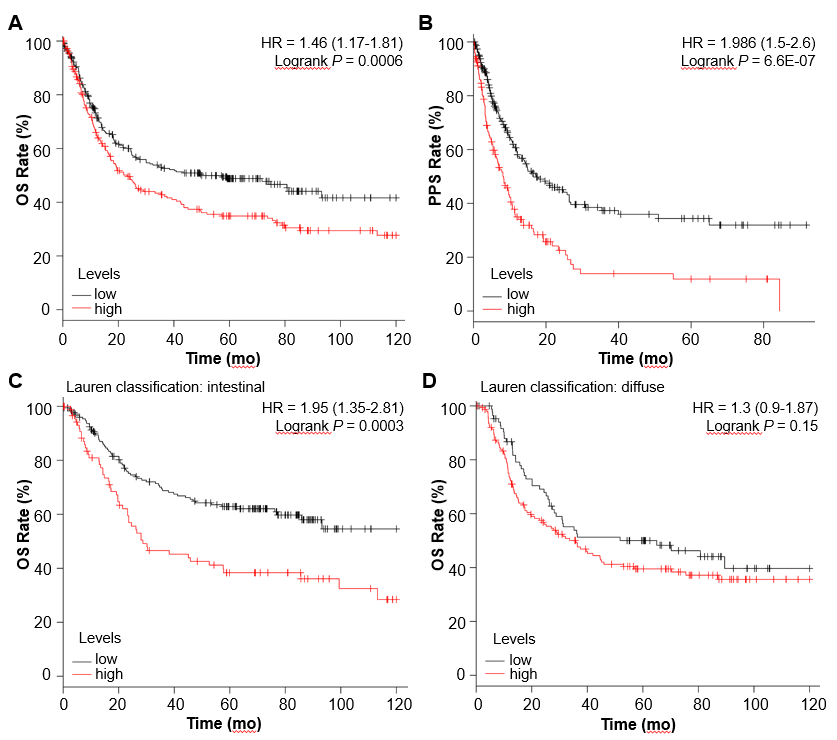 A
HR = 1.46 (1.17-1.81)
Logrank P = 0.0006
OS Rate (%)
100
80
60
40
20
0
Levels
low
high
0 20 40 60 80 100 120
Time (mo)
B
HR = 1.986 (1.5-2.6)
Logrank P = 6.6E-07
PPS Rate (%)
100
80
60
40
20
0
Levels
low
high
0 20 40 60 80
Time (mo)
C
Lauren classification: intestinal
HR = 1.95 (1.35-2.81)
Logrank P = 0.0003
OS Rate (%)
100
80
60
40
20
0
Levels
low
high
0 20 40 60 80 100 120
Time (mo)
D
Lauren classification: diffuse
HR = 1.3 (0.9-1.87)
Logrank P = 0.15
OS Rate (%)
100
80
60
40
20
0
Levels
low
high
0 20 40 60 80 100 120
Time (mo)